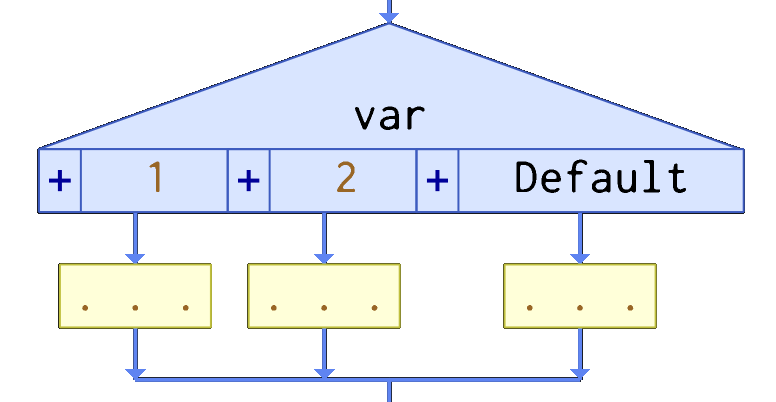 var
+ 1 + 2 + Default
. . . . . . . . .